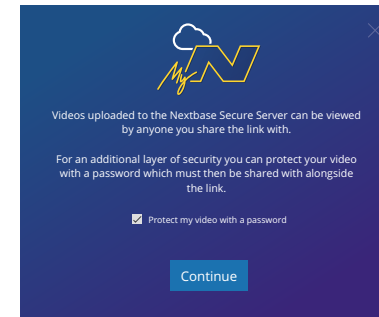 My N
Videos uploaded to the Nextbase Secure Server can be viewed
by anyone you share the link with.
For an additional layer of security you can protect your video
with a password which must then be shared with alongside
the link.
Protect my video with a password
Continue